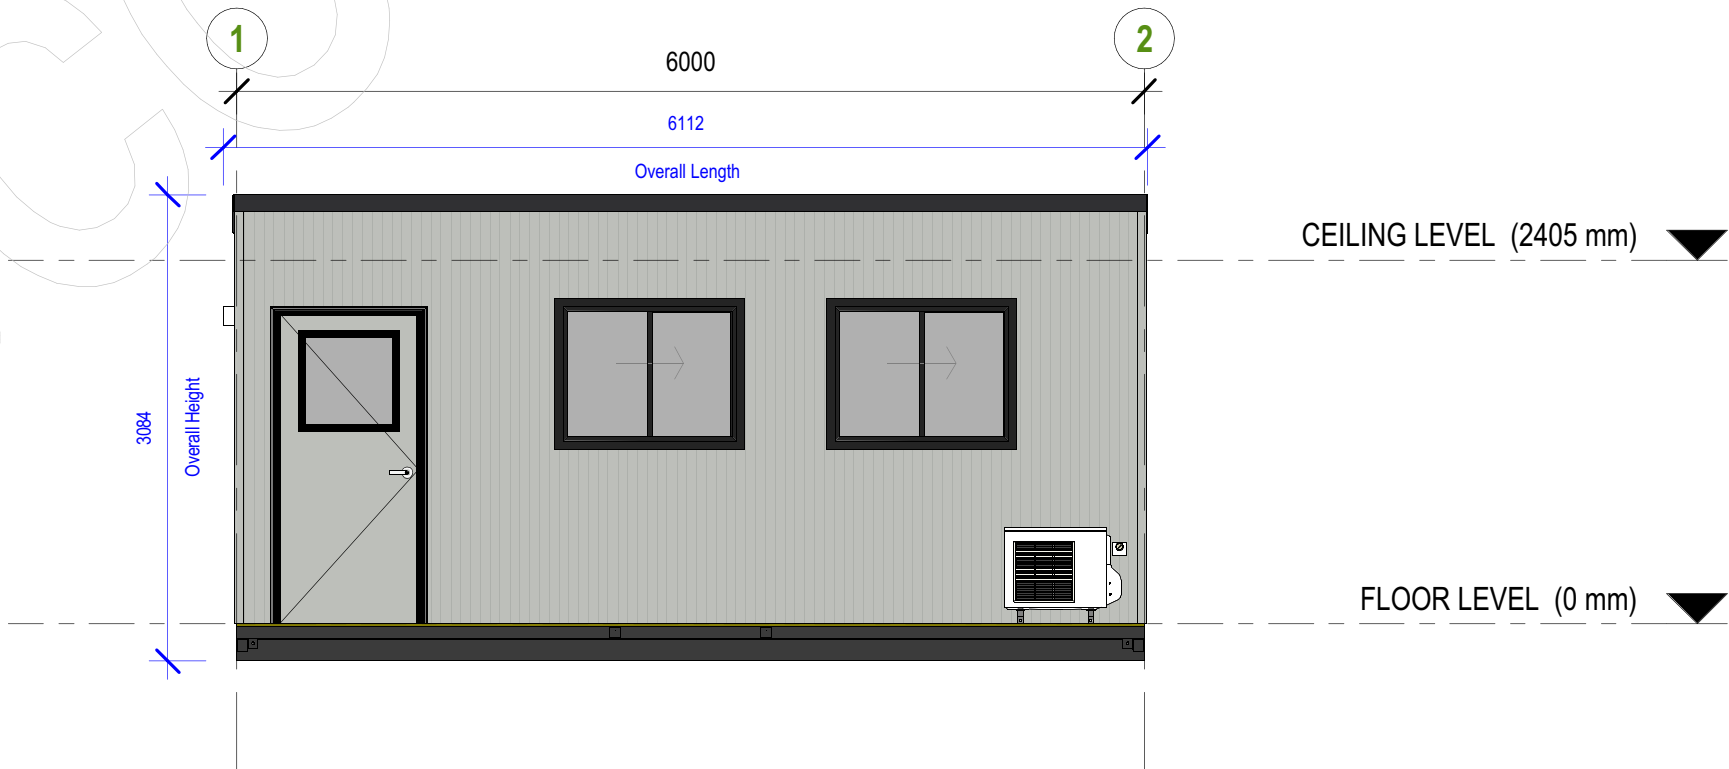 1
2
6000
6112
Overall Length
CEILING LEVEL (2405 mm)
3084
Overall Height
FLOOR LEVEL (0 mm)